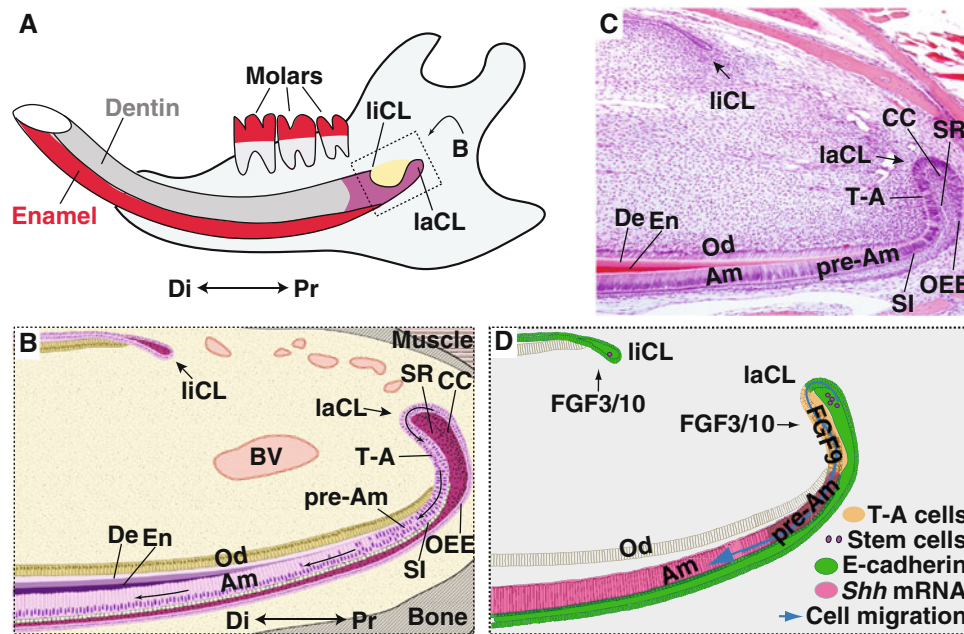 A
Molars
liCL
Dentin
B
Enamel
laCL
Di Pr
C
liCL
CC
SR
laCL
T-A
De En
Od
Am
pre-Am
SI
OEE
B
Muscle
liCL
SR CC
laCL
BV
T-A
pre-Am
De En
Od
Am
OEE
SI
Di Pr
Bone
D
liCL
laCL
FGF3/10
FGF3/10
FGF9
pre-Am
Od
Am
T-A cells
Stem cells
E-cadherin
Shh mRNA
Cell migration